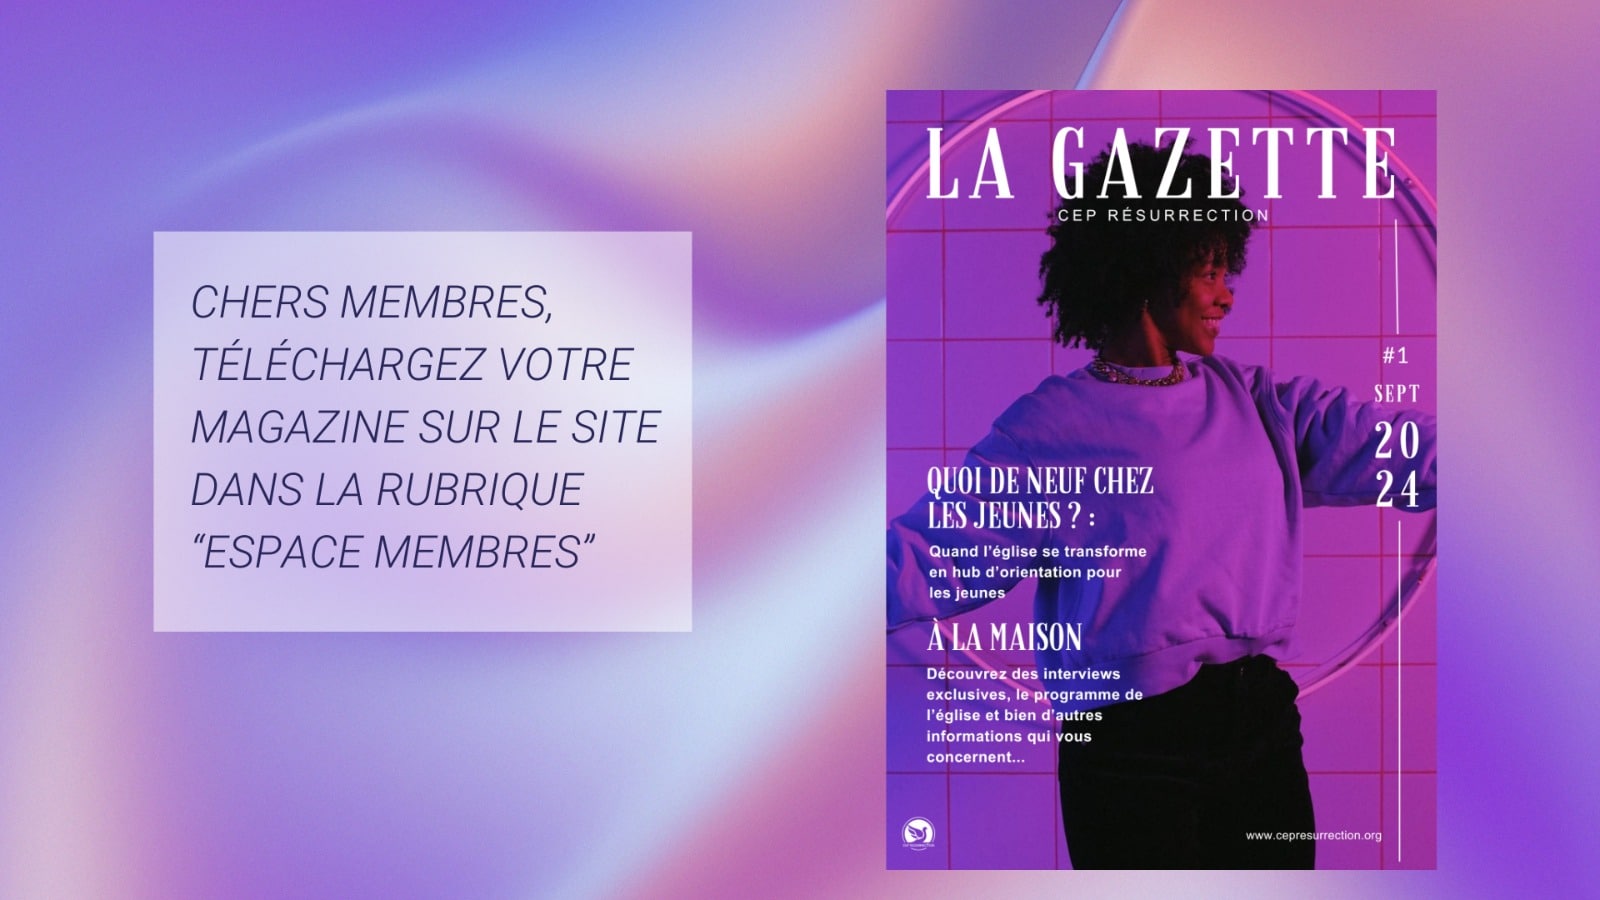 CHERS MEMBRES,
TÉLÉCHARGEZ VOTRE
MAGAZINE SUR LE SITE
DANS LA RUBRIQUE
“ESPACE MEMBRES”
LA GAZETTE
CEP RÉSURRECTION
#1
SEPT
20
24
QUOI DE NEUF CHEZ
LES JEUNES ? :
Quand l’église se transforme
en hub d’orientation pour
les jeunes
À LA MAISON
Découvrez des interviews
exclusives, le programme de
l’église et bien d’autres
informations qui vous
concernent...
www.cepresurrection.org